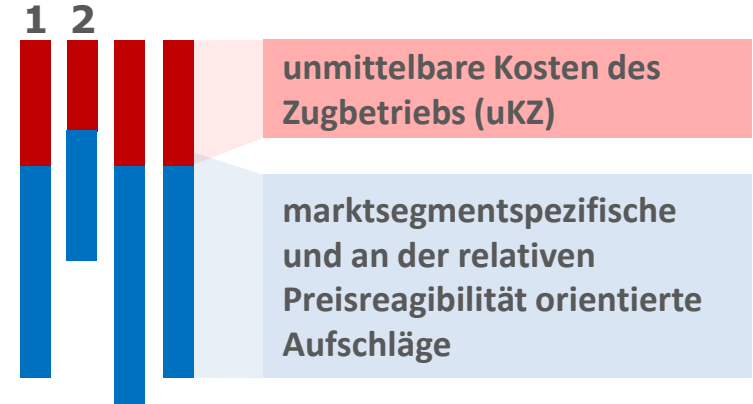 1 2
unmittelbare Kosten des
Zugbetriebs (uKZ)
marktsegmentspezifische
und an der relativen
Preisreagibilität orientierte
Aufschläge